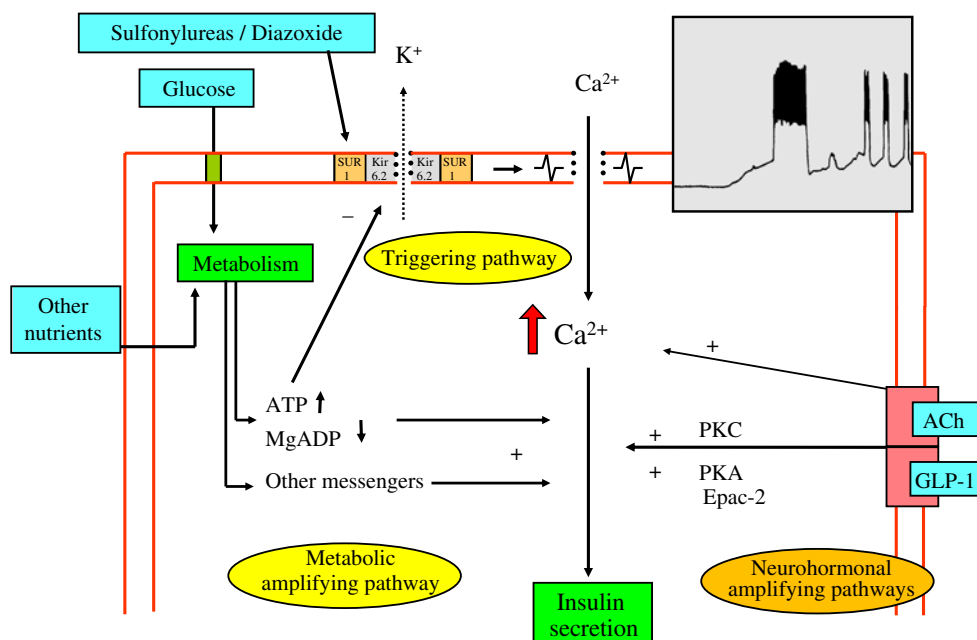 Sulfonylureas / Diazoxide
K⁺
Glucose
Ca²⁺
SUR
1
Kir
6.2
Kir
6.2
SUR
1
–
Triggering pathway
Metabolism
Other
nutrients
Ca²⁺
+
ATP
MgADP
+
Other messengers
+
PKC
+
PKA
Epac-2
ACh
GLP-1
Metabolic
amplifying pathway
Neurohormonal
amplifying pathways
Insulin
secretion